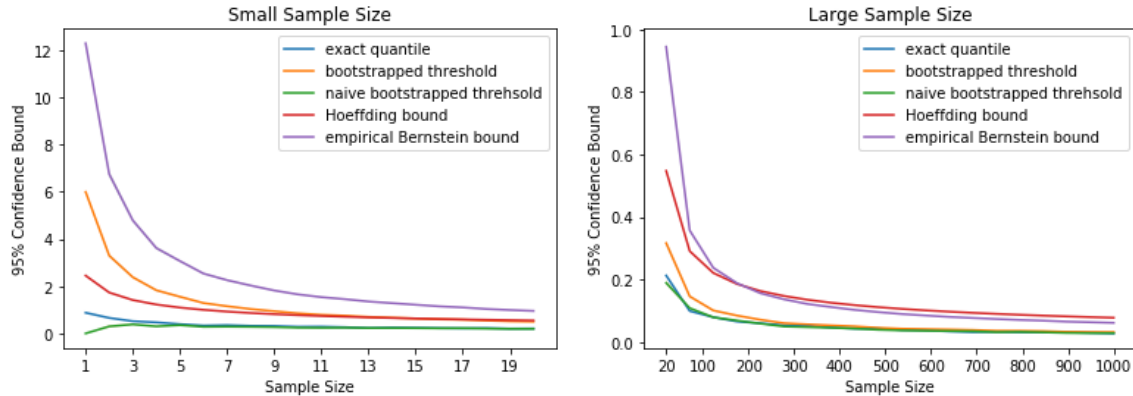 Small Sample Size
95% Confidence Bound
12
10
8
6
4
2
0
exact quantile
bootstrapped threshold
naive bootstrapped threhsold
Hoeffding bound
empirical Bernstein bound
1 3 5 7 9 11 13 15 17 19
Sample Size
Large Sample Size
95% Confidence Bound
1.0
0.8
0.6
0.4
0.2
0.0
exact quantile
bootstrapped threshold
naive bootstrapped threhsold
Hoeffding bound
empirical Bernstein bound
20 100 200 300 400 500 600 700 800 900 1000
Sample Size